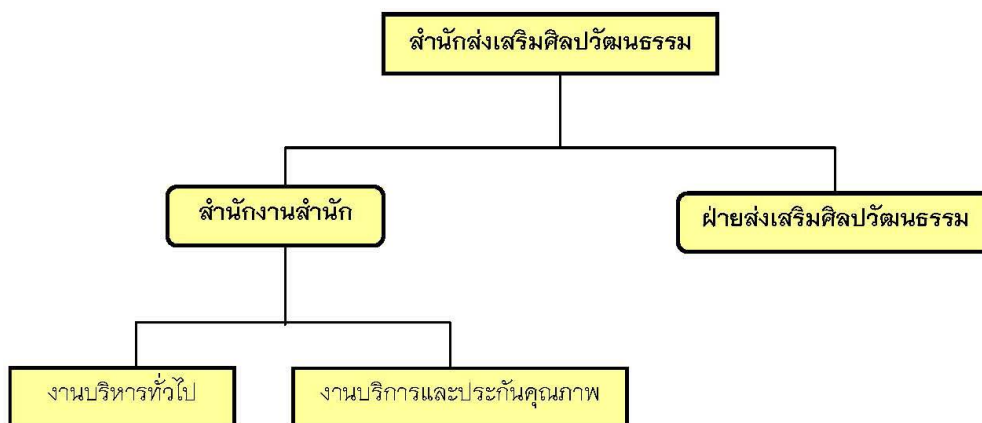 สำนักส่งเสริมศิลปวัฒนธรรม
สำนักงานสำนัก
ฝ่ายส่งเสริมศิลปวัฒนธรรม
งานบริหารทั่วไป
งานบริการและประกันคุณภาพ